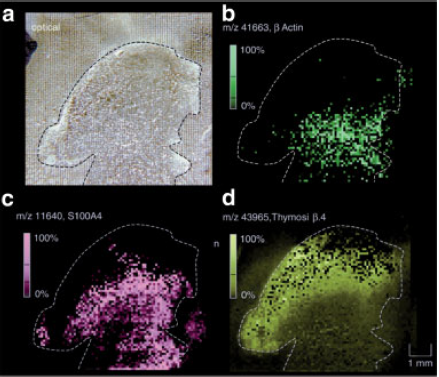 a
optical
b
m/z 41663, β Actin
100%
0%
c
m/z 11640, S100A4
100%
0%
n
d
m/z 43965,Thymosi β.4
100%
0%
1 mm